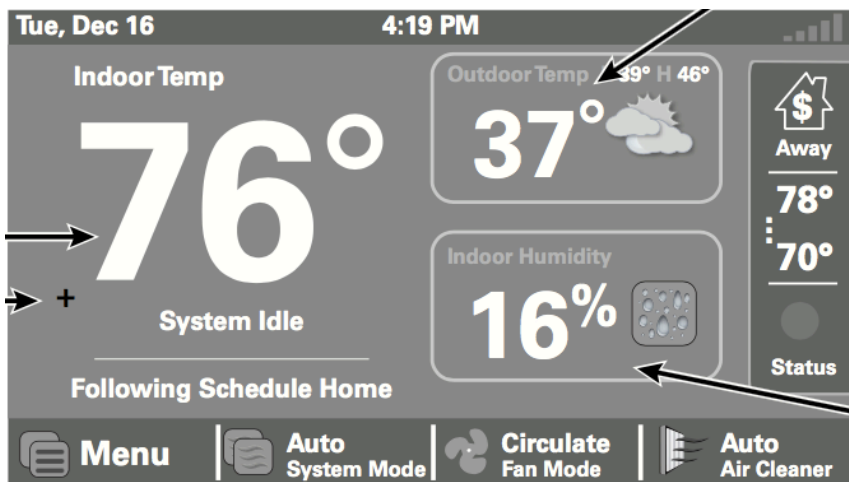 Tue, Dec 16 4:19 PM
Indoor Temp
76°
+
System Idle
Following Schedule Home
Outdoor Temp 39° H 46°
37°
Indoor Humidity
16%
$
Away
78°
70°
Status
Menu
Auto
System Mode
Circulate
Fan Mode
Auto
Air Cleaner